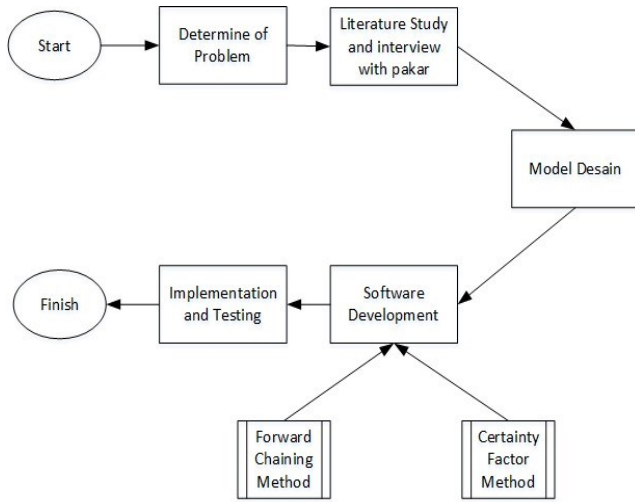 Start
Determine of
Problem
Literature Study
and interview
with pakar
Model Desain
Software
Development
Implementation
and Testing
Finish
Forward
Chaining
Method
Certainty
Factor
Method